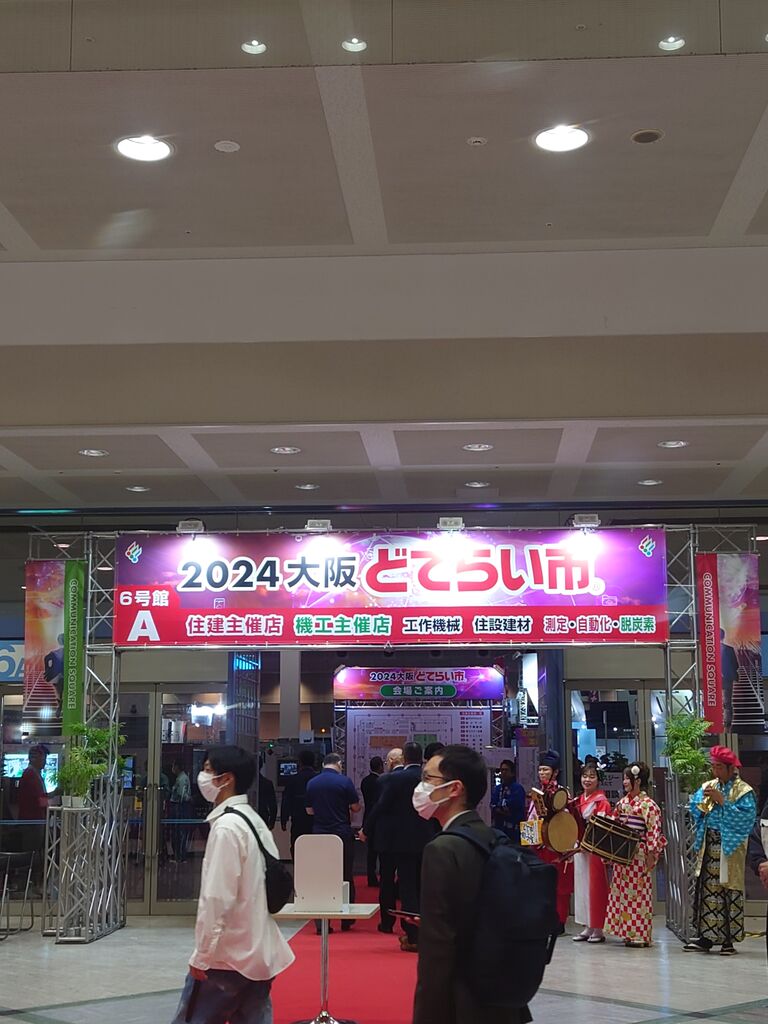 2024大阪どてらい市®
6号館
A
住建主催店 機工主催店 工作機械 住設建材 測定・自動化・脱炭素
COMMUNICATION SQUARE
COMMUNICATION SQUARE
6A
2024大阪どてらい市
会場ご案内